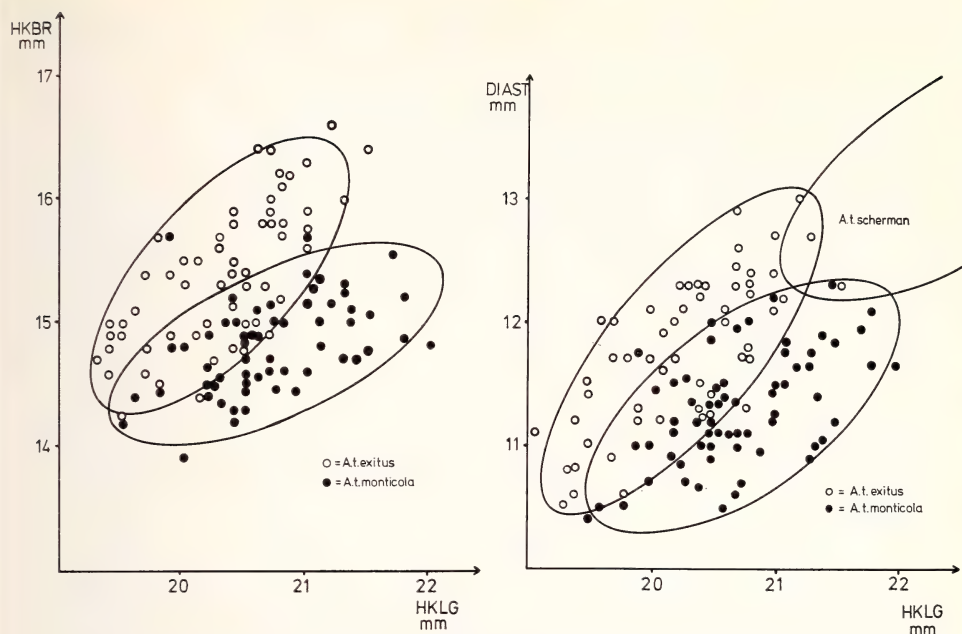 HKBR
mm
17
16
15
14
20
21
22
HKLG
mm
○ = A.t. exitus
● = A.t. monticola
DIAST
mm
13
12
11
20
21
22
HKLG
mm
A.t. scherman
○ = A.t. exitus
● = A.t. monticola